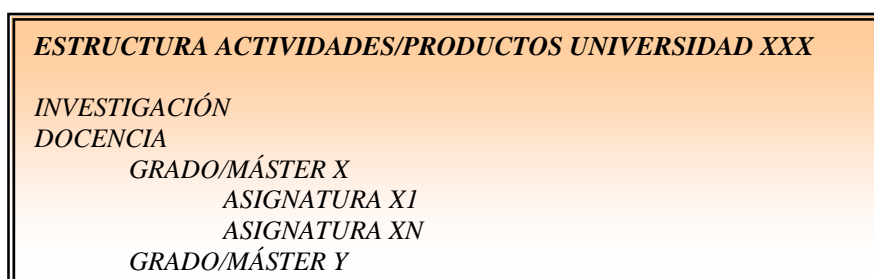 ESTRUCTURA ACTIVIDADES/PRODUCTOS UNIVERSIDAD XXX
INVESTIGACIÓN
DOCENCIA
GRADO/MÁSTER X
ASIGNATURA X1
ASIGNATURA XN
GRADO/MÁSTER Y